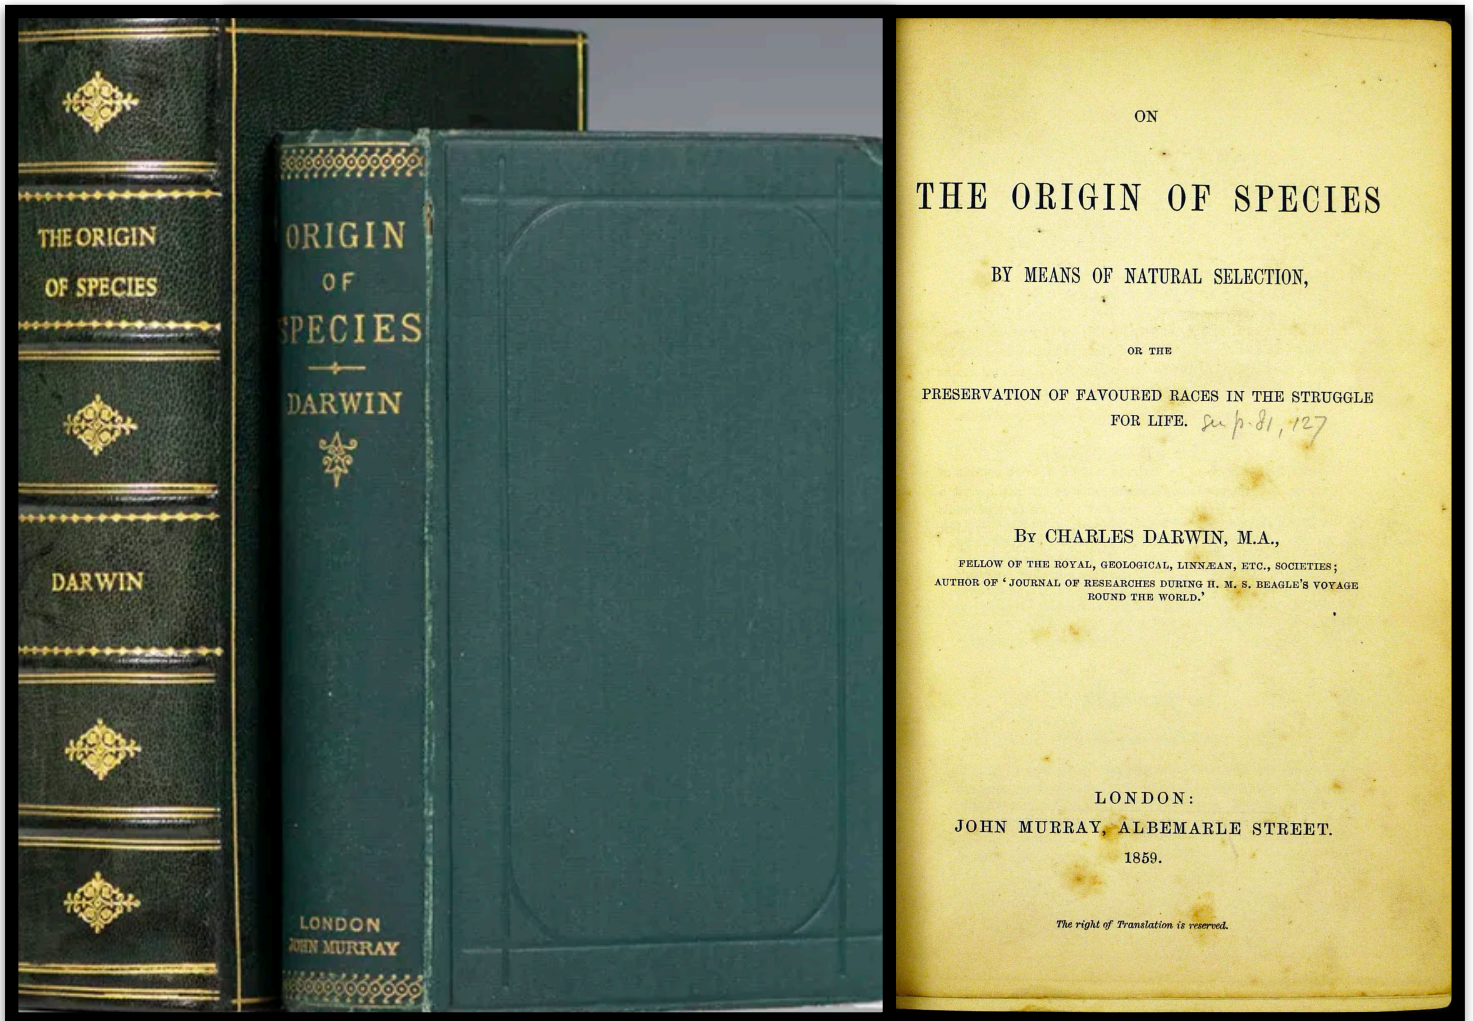 THE ORIGIN
OF SPECIES
DARWIN
ORIGIN
OF
SPECIES
DARWIN
LONDON
JOHN MURRAY
ON
THE ORIGIN OF SPECIES
BY MEANS OF NATURAL SELECTION,
OR THE
PRESERVATION OF FAVOURED RACES IN THE STRUGGLE
FOR LIFE. see p. 81, 127
BY CHARLES DARWIN, M.A.,
FELLOW OF THE ROYAL, GEOLOGICAL, LINNÆAN, ETC., SOCIETIES;
AUTHOR OF ‘JOURNAL OF RESEARCHES DURING H. M. S. BEAGLE’S VOYAGE
ROUND THE WORLD.’
LONDON:
JOHN MURRAY, ALBEMARLE STREET.
1859.
The right of Translation is reserved.